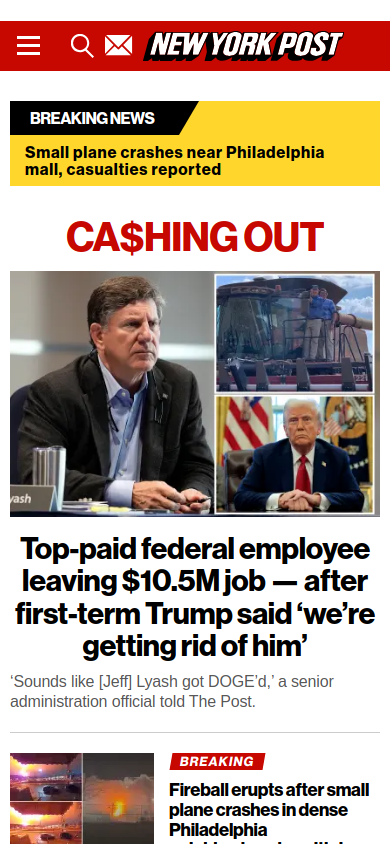 NEW YORK POST
BREAKING NEWS
Small plane crashes near Philadelphia
mall, casualties reported
CA$HING OUT
yash
Top-paid federal employee
leaving $10.5M job — after
first-term Trump said ‘we’re
getting rid of him’
‘Sounds like [Jeff] Lyash got DOGE’d,’ a senior
administration official told The Post.
BREAKING
Fireball erupts after small
plane crashes in dense
Philadelphia